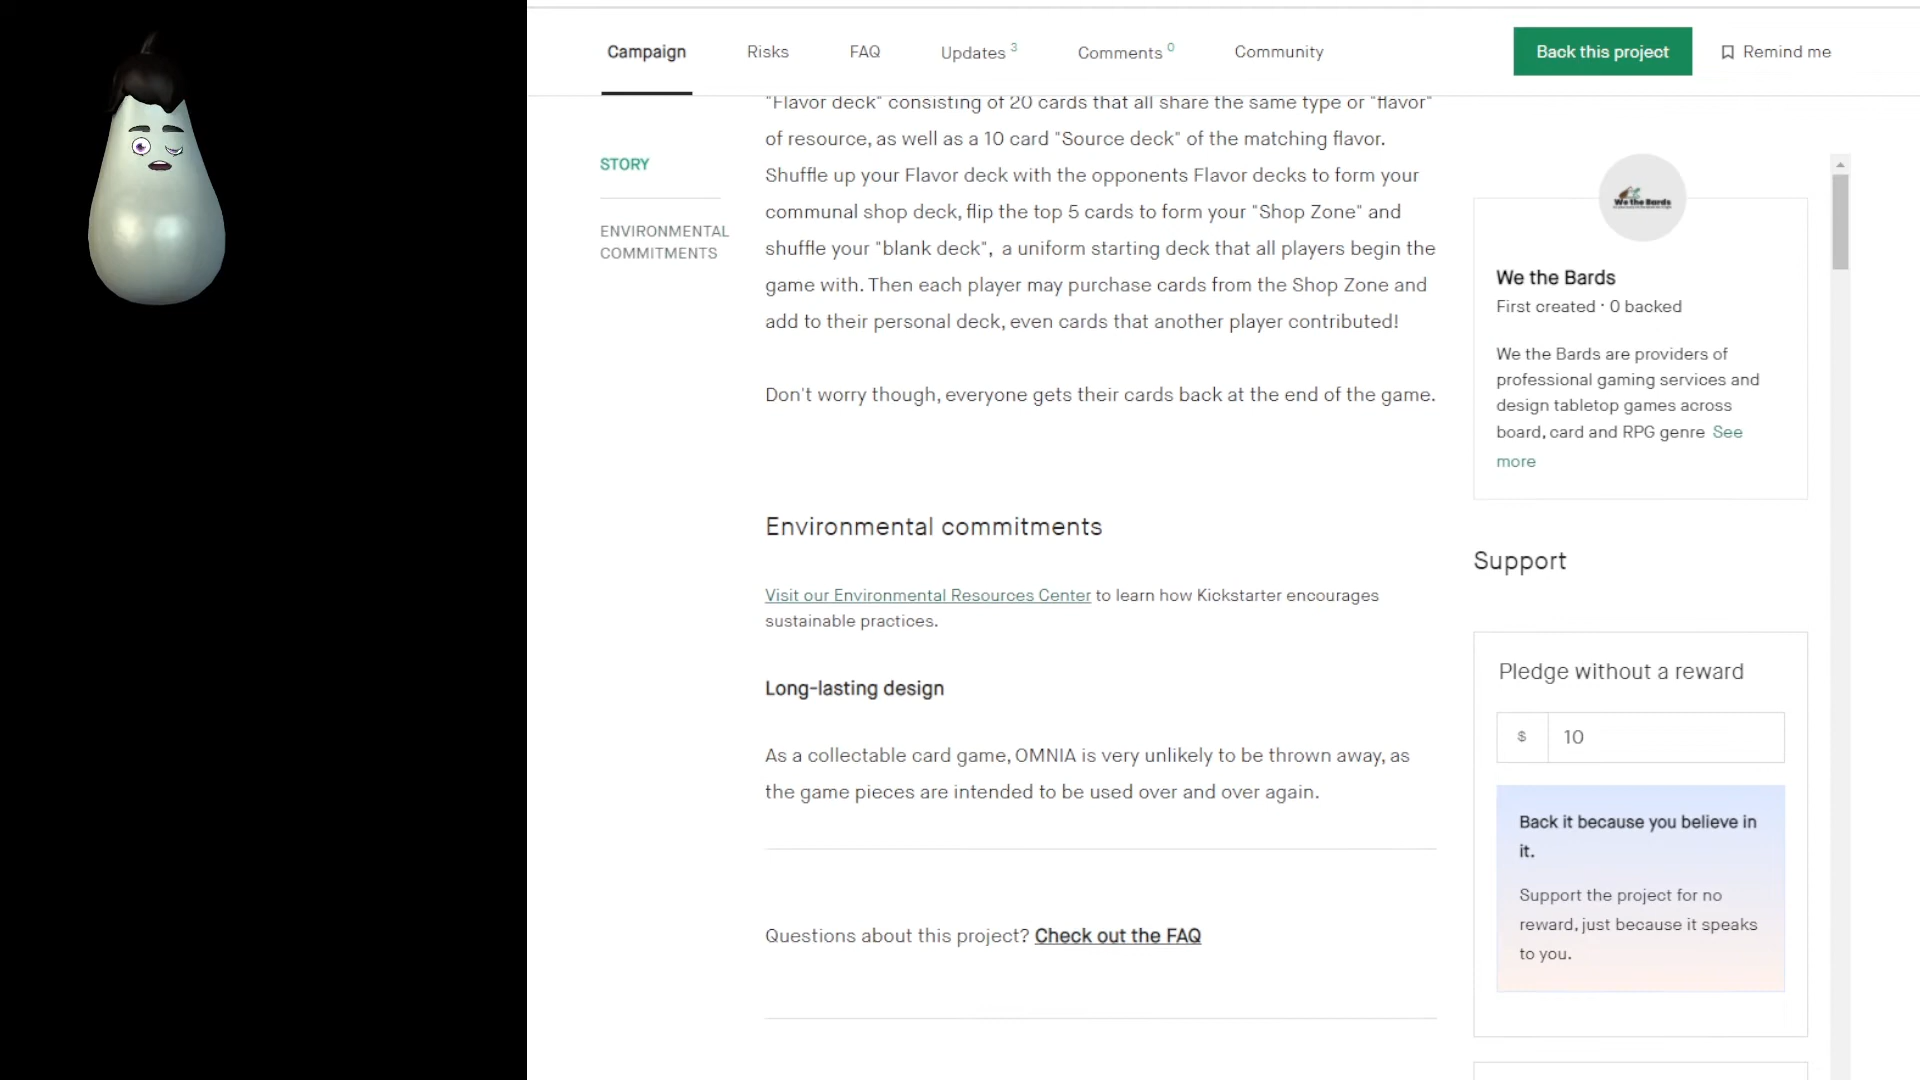 Campaign
Risks
FAQ
Updates 3
Comments 0
Community
Back this project
Remind me
STORY
ENVIRONMENTAL
COMMITMENTS
"Flavor deck" consisting of 20 cards that all share the same type or "flavor"
of resource, as well as a 10 card "Source deck" of the matching flavor.
Shuffle up your Flavor deck with the opponents Flavor decks to form your
communal shop deck, flip the top 5 cards to form your "Shop Zone" and
shuffle your "blank deck", a uniform starting deck that all players begin the
game with. Then each player may purchase cards from the Shop Zone and
add to their personal deck, even cards that another player contributed!
Don't worry though, everyone gets their cards back at the end of the game.
Environmental commitments
Visit our Environmental Resources Center to learn how Kickstarter encourages
sustainable practices.
Long-lasting design
As a collectable card game, OMNIA is very unlikely to be thrown away, as
the game pieces are intended to be used over and over again.
Questions about this project? Check out the FAQ
We the Bards
We the Bards
First created · 0 backed
We the Bards are providers of
professional gaming services and
design tabletop games across
board, card and RPG genre See
more
Support
Pledge without a reward
$ 10
Back it because you believe in
it.
Support the project for no
reward, just because it speaks
to you.